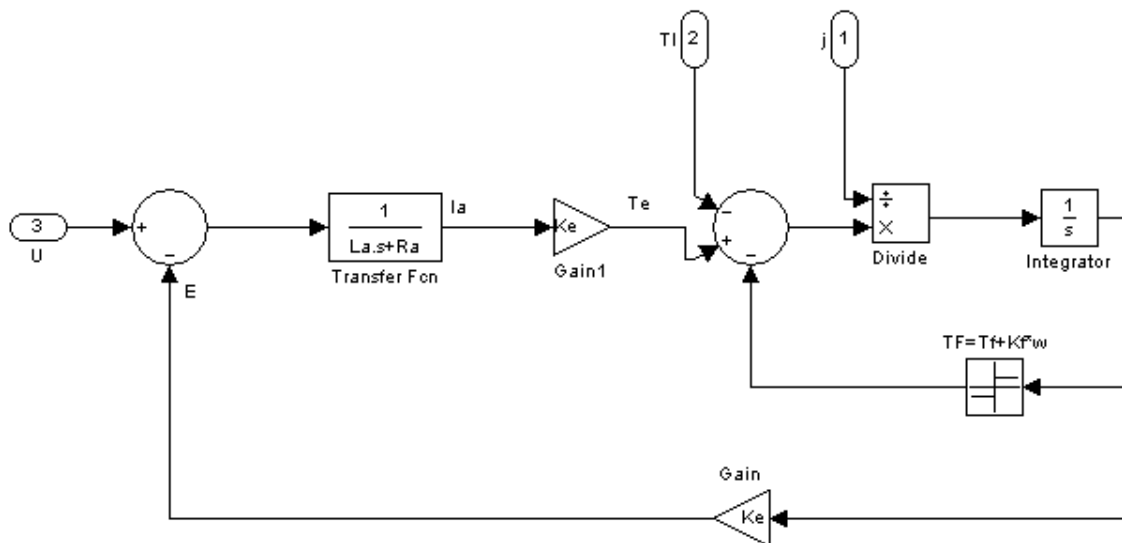 Tl 2
j 1
3
U
+
−
E
1
La.s+Ra
Transfer Fcn
Ia
Ke
Gain1
Te
−
+
−
÷
×
Divide
1
s
Integrator
TF=Tf+Kf*w
Gain
Ke